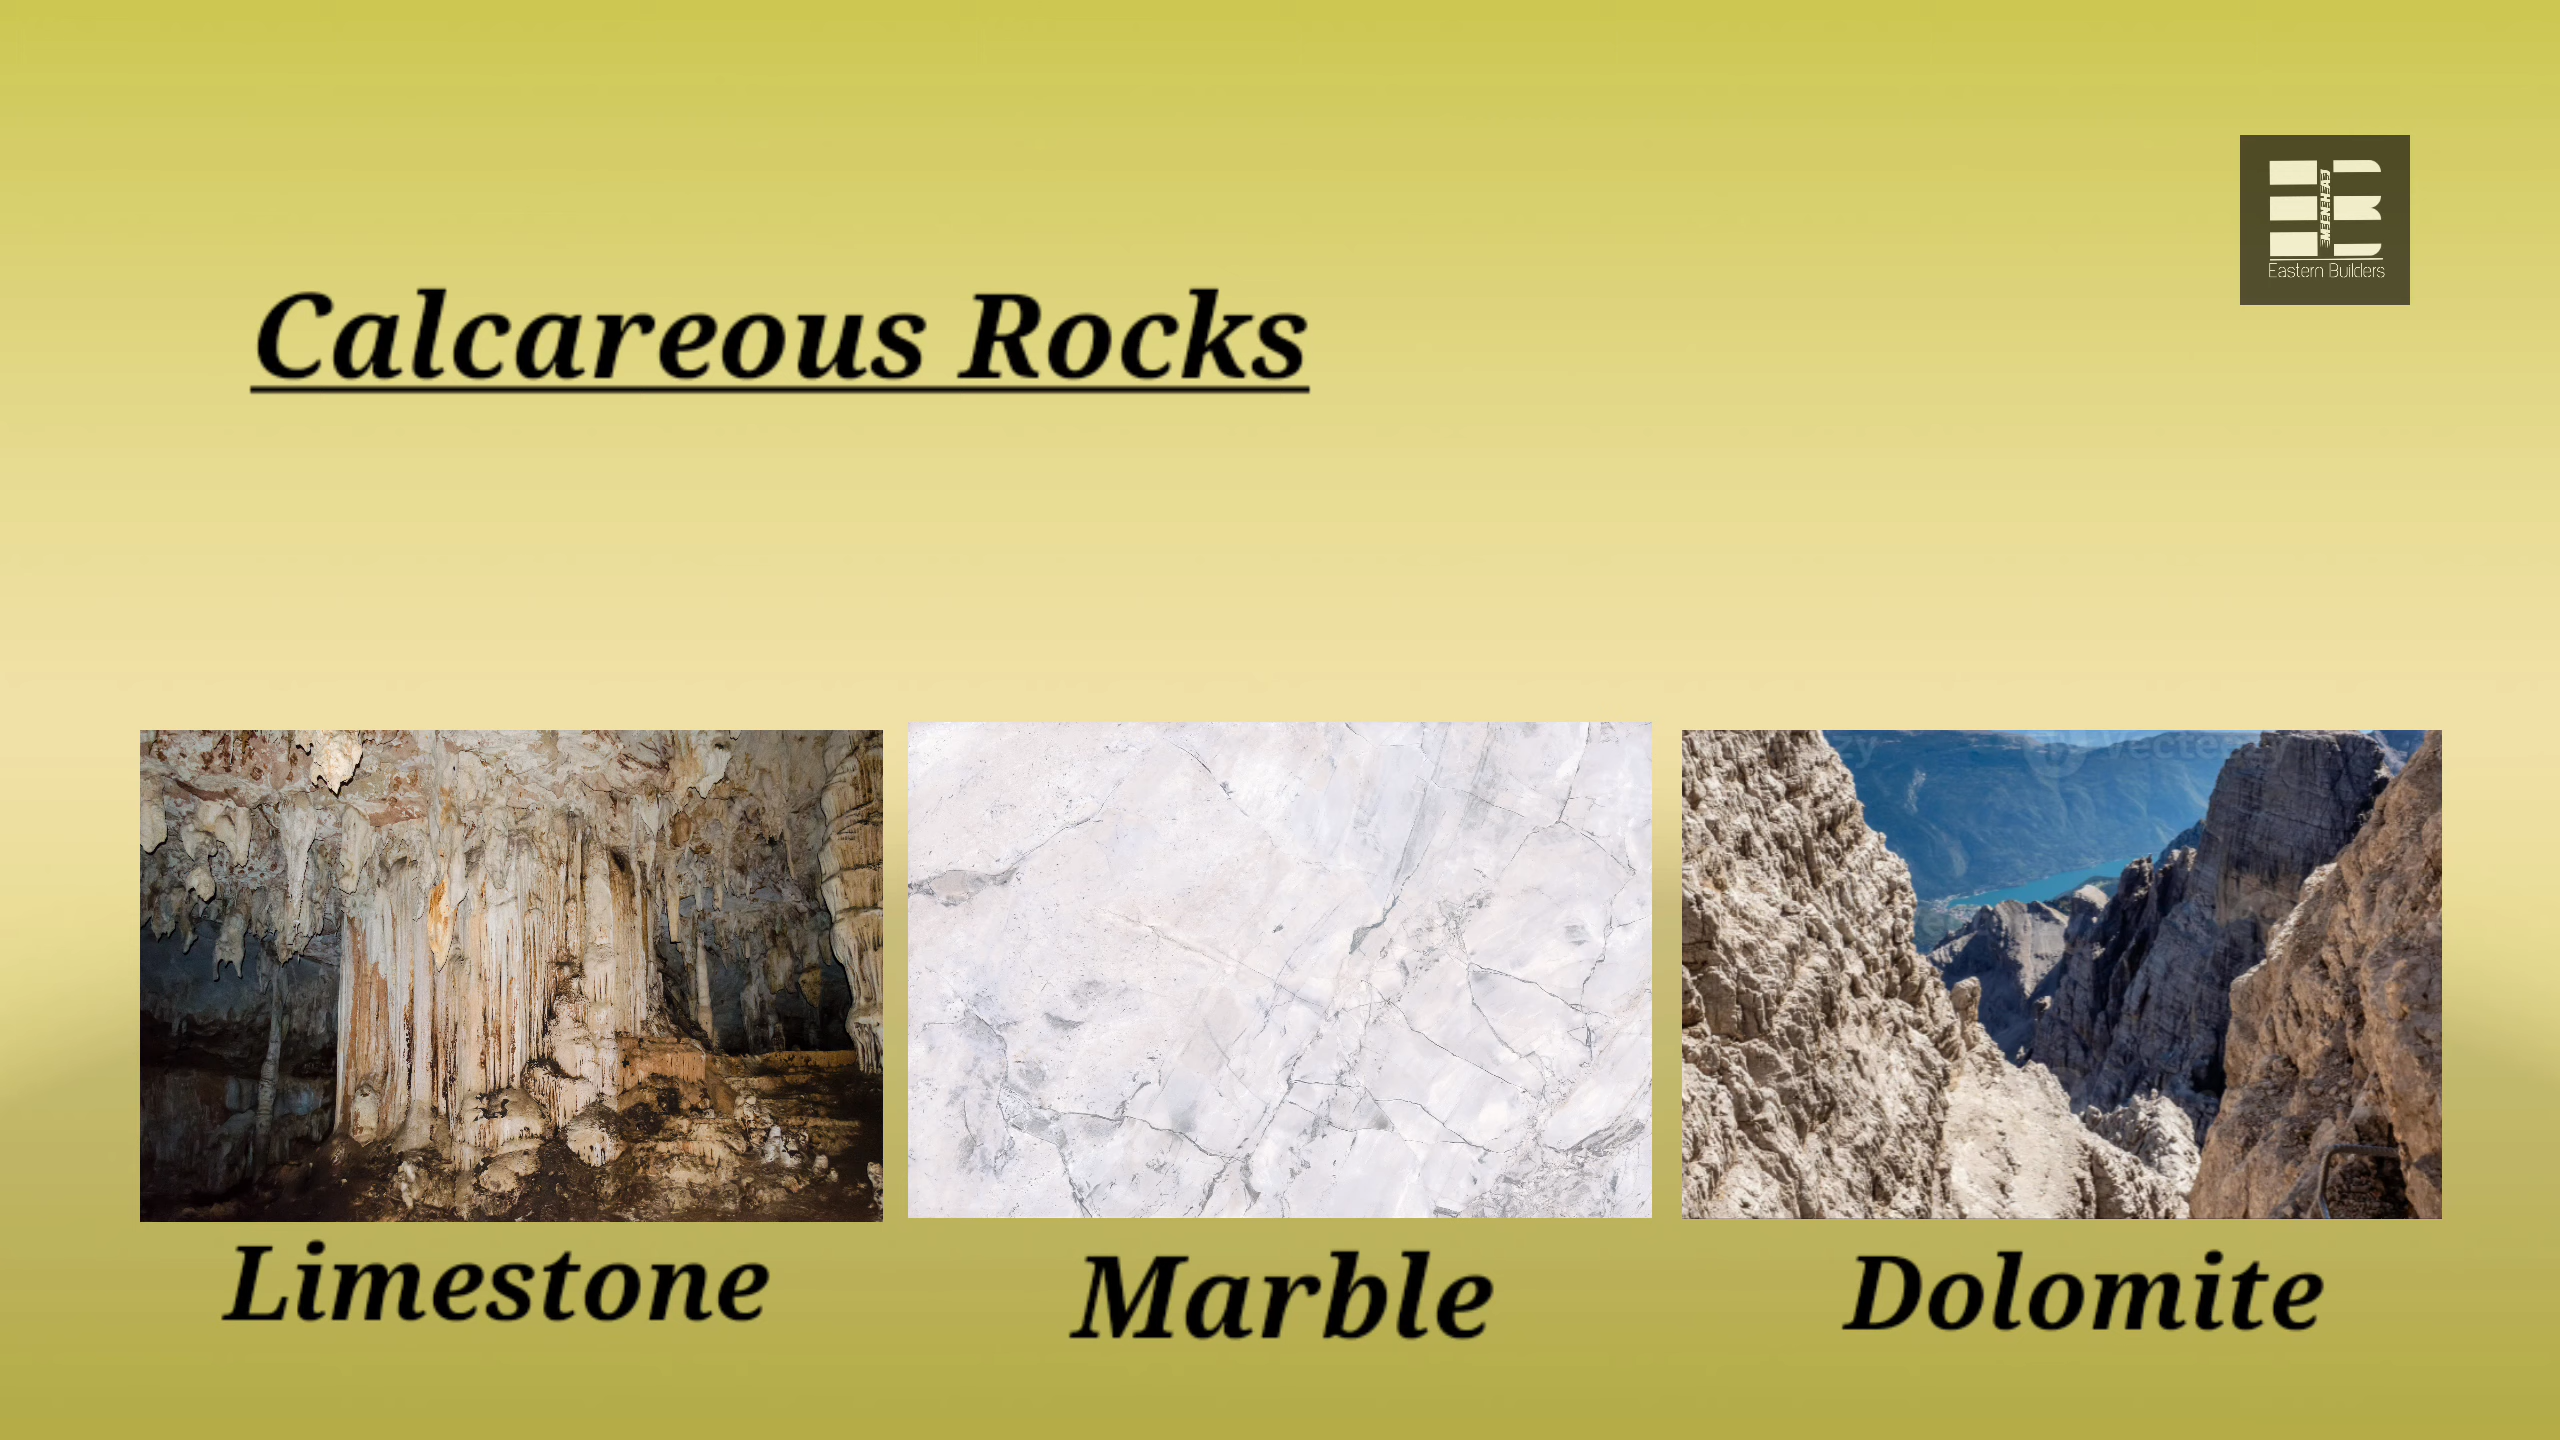 Eastern Builders
Calcareous Rocks
Limestone
Marble
Dolomite